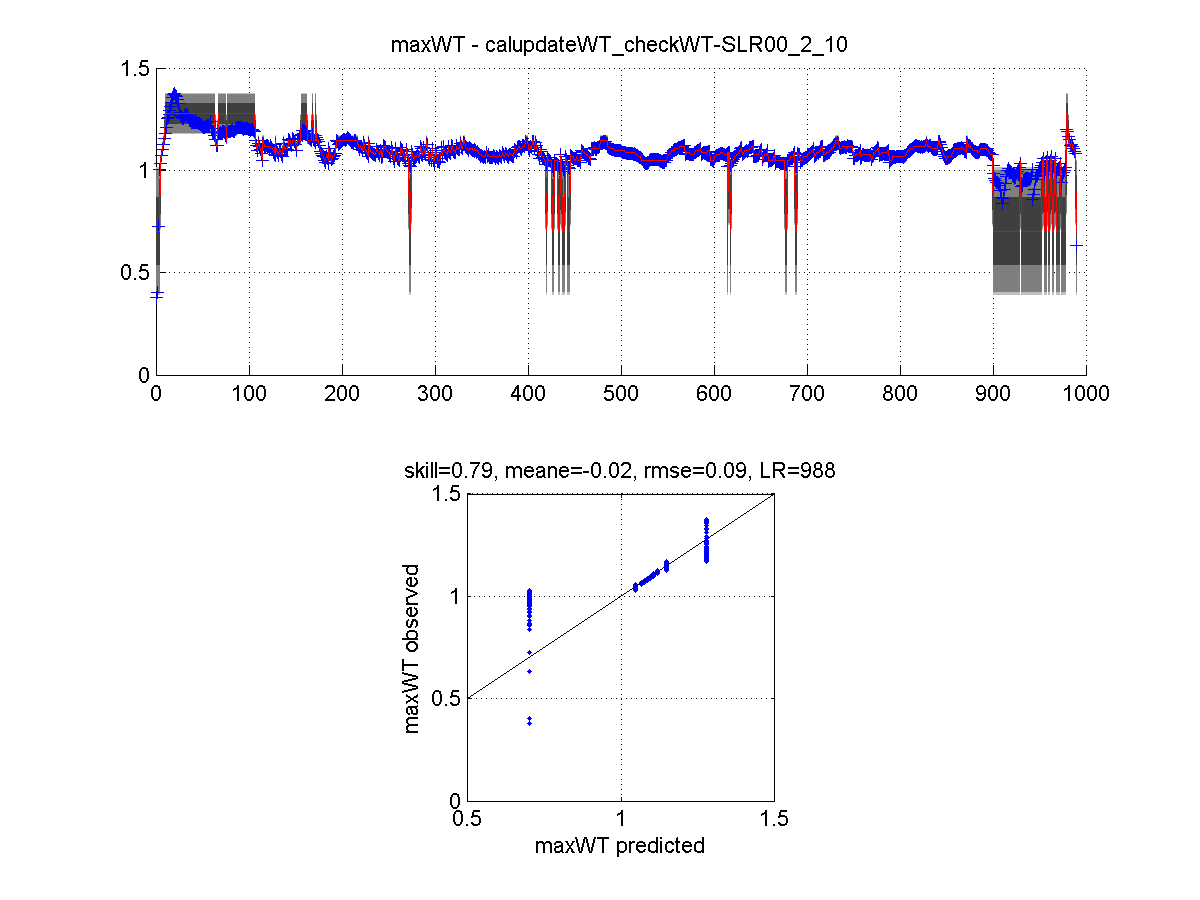 maxWT - calupdateWT_checkWT-SLR00_2_10
1.5
1
0.5
0
0 100 200 300 400 500 600 700 800 900 1000
skill=0.79, meane=-0.02, rmse=0.09, LR=988
1.5
1
0.5
0
maxWT observed
0.5 1 1.5
maxWT predicted